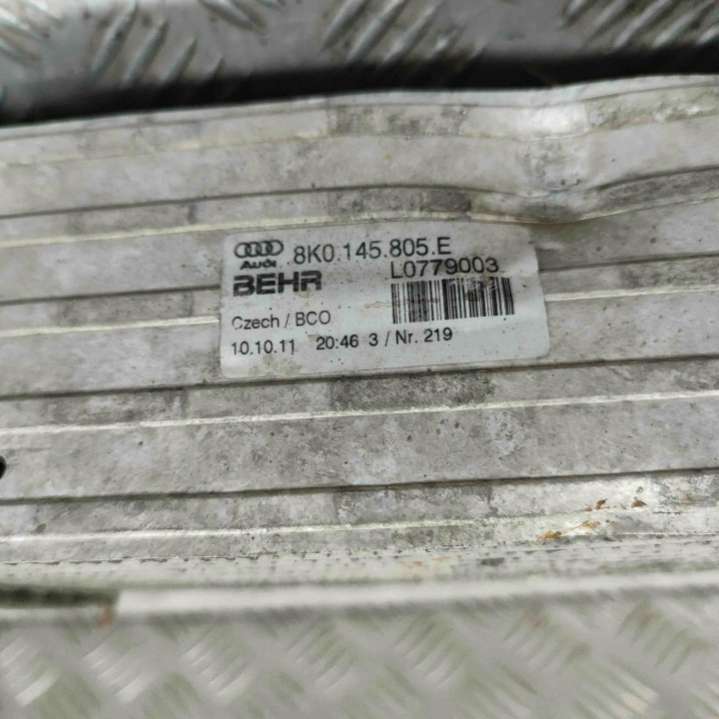 8K0.145.805.E
Audi
L0779003
BEHR
Czech / BCO
10.10.11 20:46 3 / Nr. 219